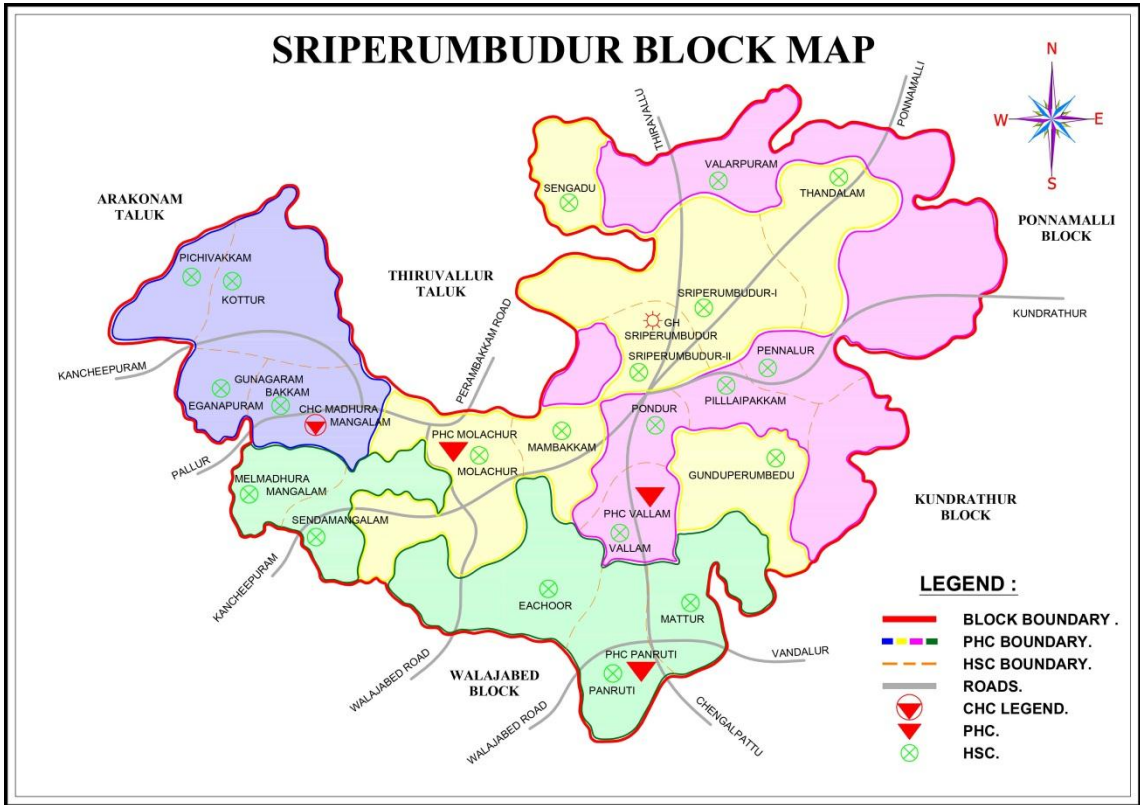 SRIPERUMBUDUR BLOCK MAP
N
W
E
S
THIRAVALLU
PONNAMALLI
ARAKONAM
TALUK
SENGADU
VALARPURAM
THANDALAM
PONNAMALLI
BLOCK
PICHIVAKKAM
KOTTUR
THIRUVALLUR
TALUK
SRIPERUMBUDUR-I
GH
SRIPERUMBUDUR
SRIPERUMBUDUR-II
KUNDRATHUR
PENNALUR
PILLLAIPAKKAM
KANCHEEPURAM
PERAMBAKKAM ROAD
GUNAGARAM
BAKKAM
EGANAPURAM
CHC MADHURA
MANGALAM
PHC MOLACHUR
MOLACHUR
MAMBAKKAM
PONDUR
PALLUR
MELMADHURA
MANGALAM
GUNDUPERUMBEDU
SENDAMANGALAM
PHC VALLAM
VALLAM
KUNDRATHUR
BLOCK
KANCHEEPURAM
EACHOOR
MATTUR
WALAJABED ROAD
WALAJABED
BLOCK
PHC PANRUTI
PANRUTI
VANDALUR
WALAJABED ROAD
CHENGALPATTU
LEGEND :
BLOCK BOUNDARY .
PHC BOUNDARY.
HSC BOUNDARY.
ROADS.
CHC LEGEND.
PHC.
HSC.